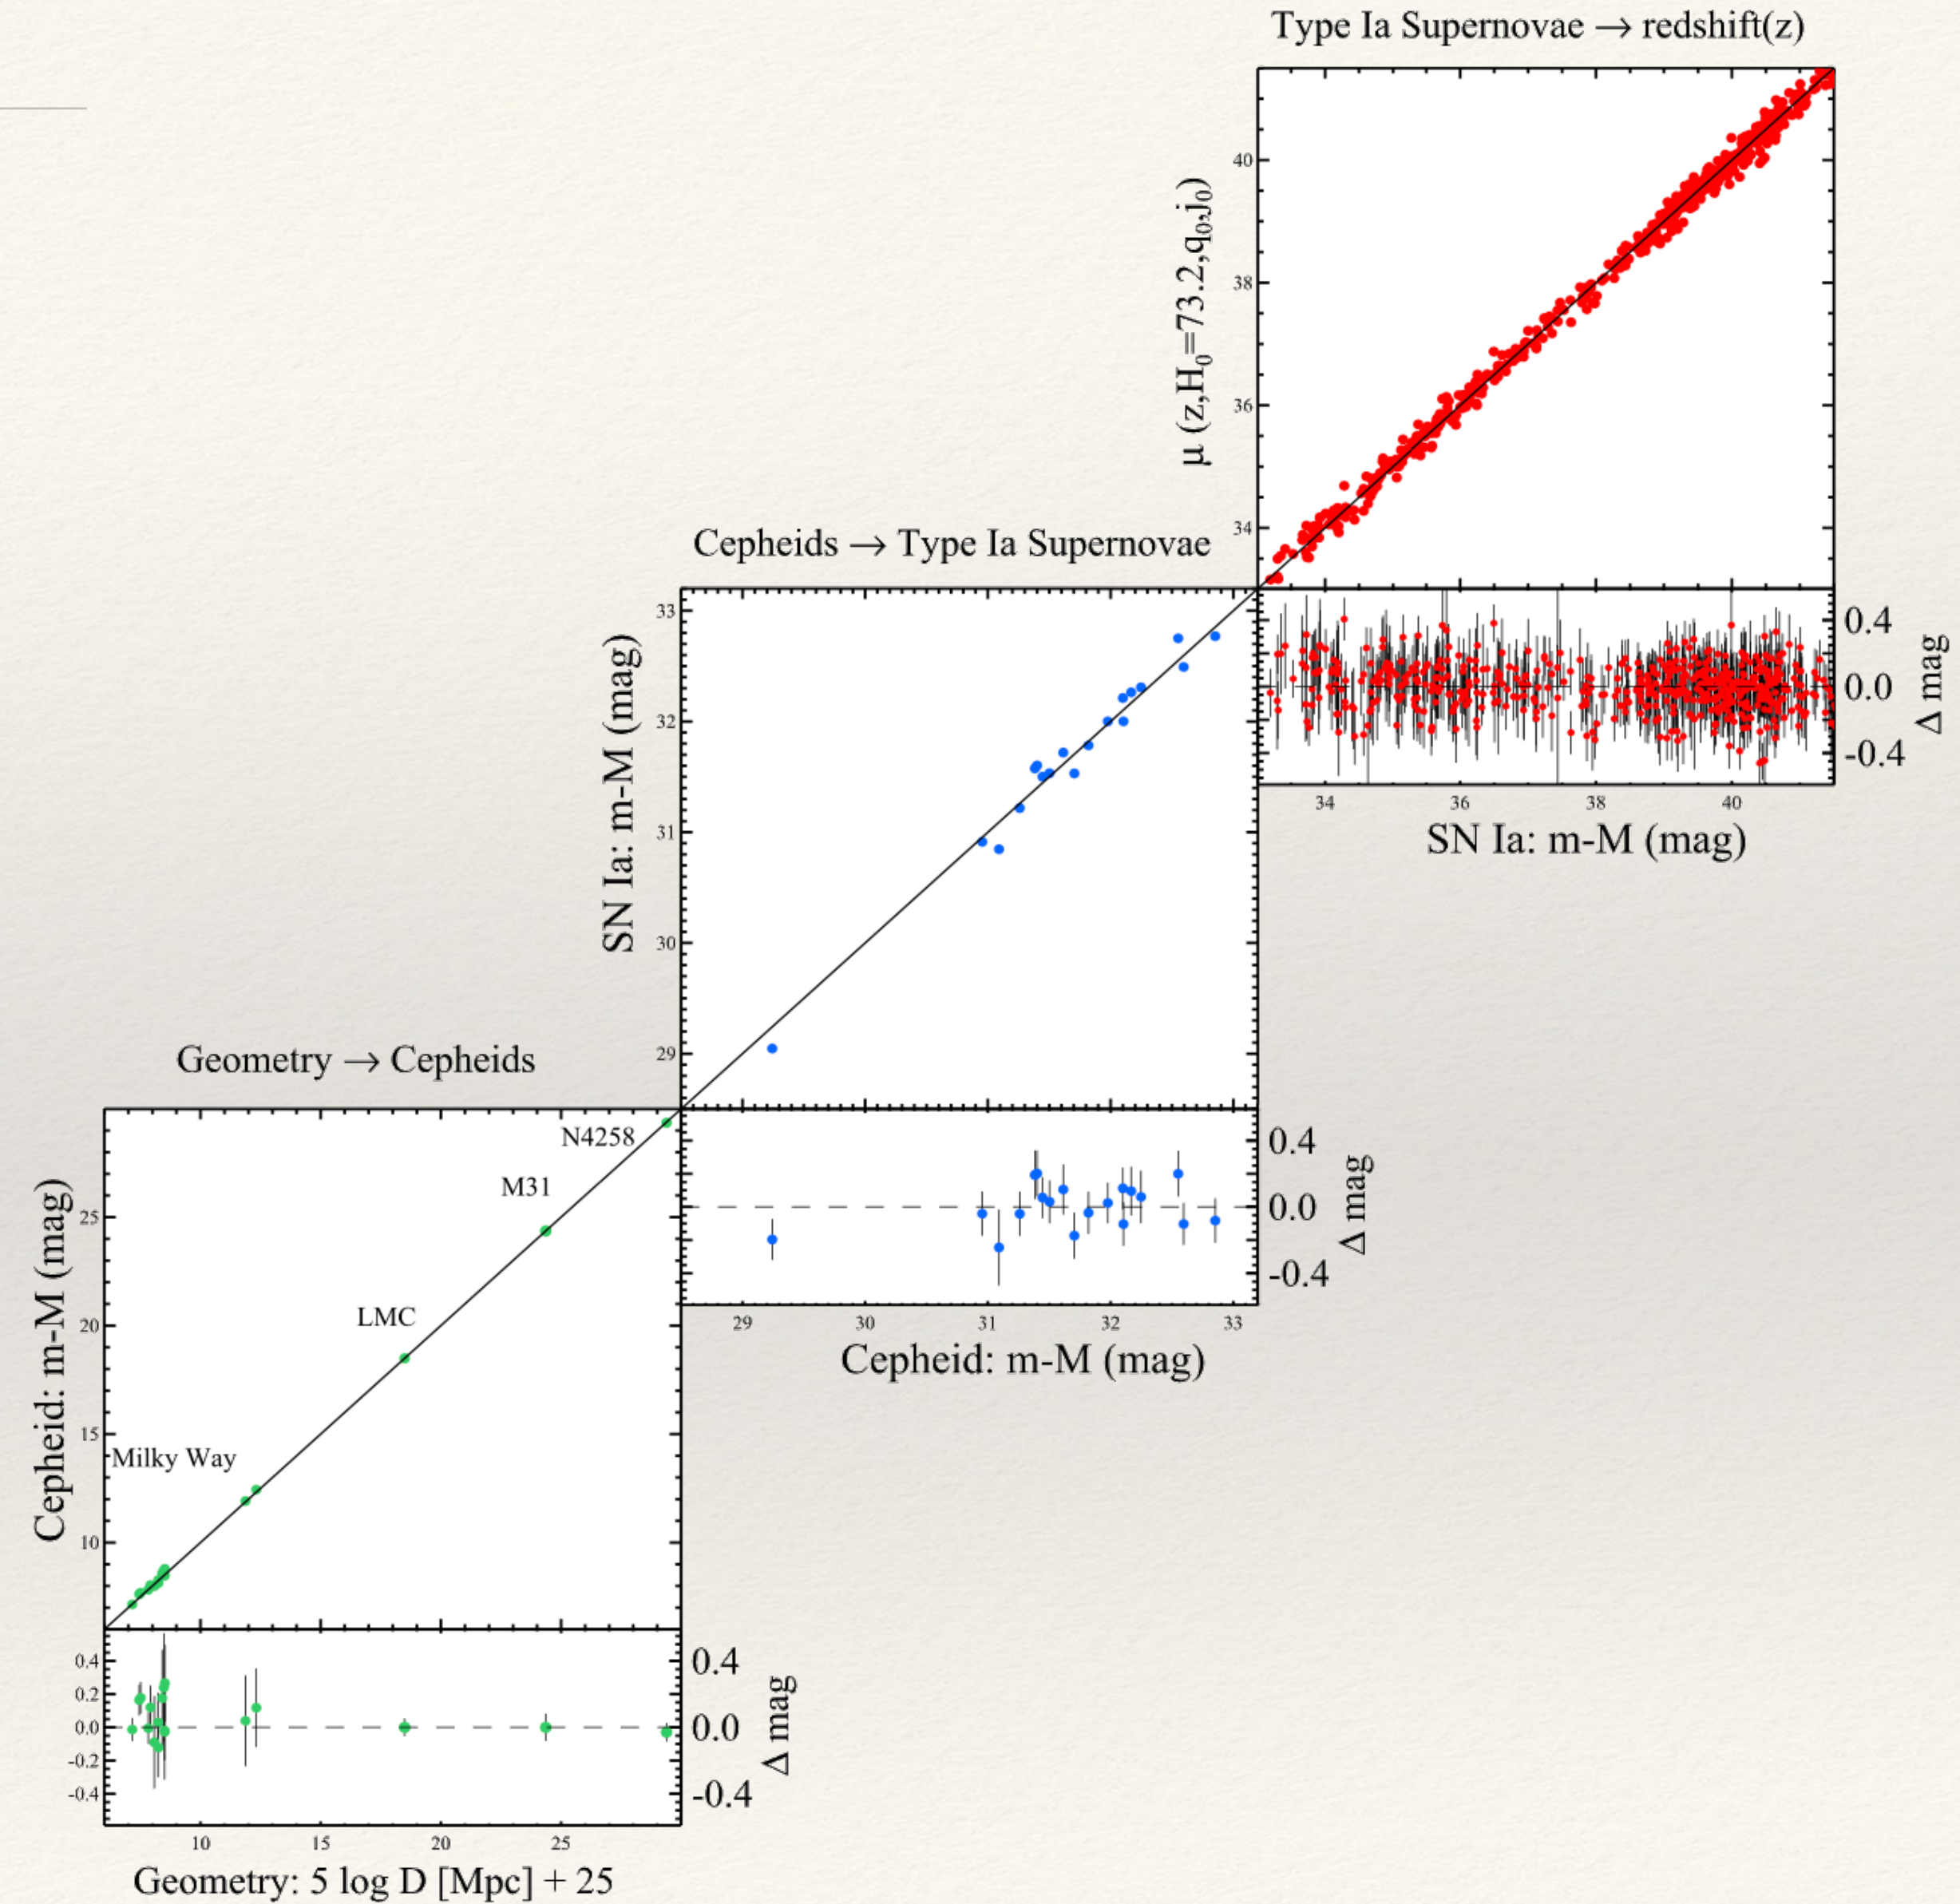 Type Ia Supernovae → redshift(z)
μ (z,H₀=73.2,q₀,j₀)
40
38
36
34
0.4
0.0
-0.4
Δ mag
34 36 38 40
SN Ia: m-M (mag)
Cepheids → Type Ia Supernovae
SN Ia: m-M (mag)
33
32
31
30
29
0.4
0.0
-0.4
Δ mag
29 30 31 32 33
Cepheid: m-M (mag)
Geometry → Cepheids
Cepheid: m-M (mag)
25
20
15
10
N4258
M31
LMC
Milky Way
0.4
0.2
0.0
-0.2
-0.4
0.4
0.0
-0.4
Δ mag
10 15 20 25
Geometry: 5 log D [Mpc] + 25